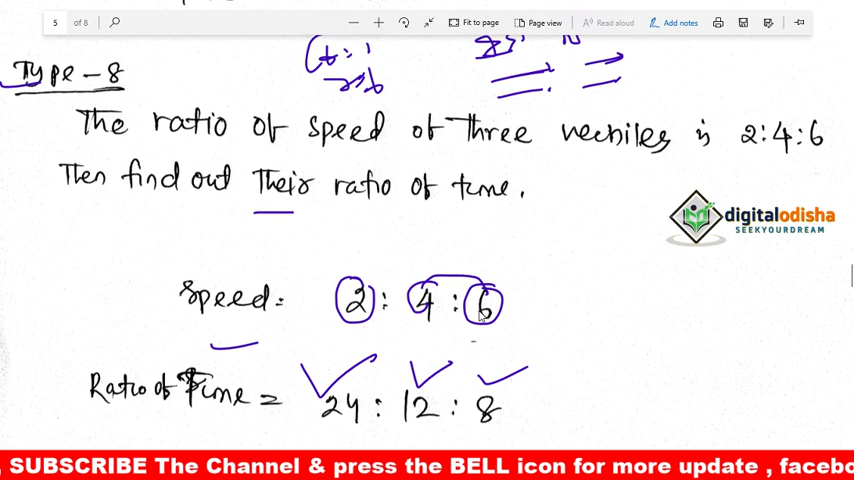 5 of 8
Fit to page
Page view
Read aloud
Add notes
t = 1
Type - 8
The ratio of speed of three vechiles is 2:4:6
Then find out Their ratio of time.
digitalodisha
SEEKYOURDREAM
Speed = 2 : 4 : 6
Ratio of Time = 24 : 12 : 8
, SUBSCRIBE The Channel & press the BELL icon for more update , facebo